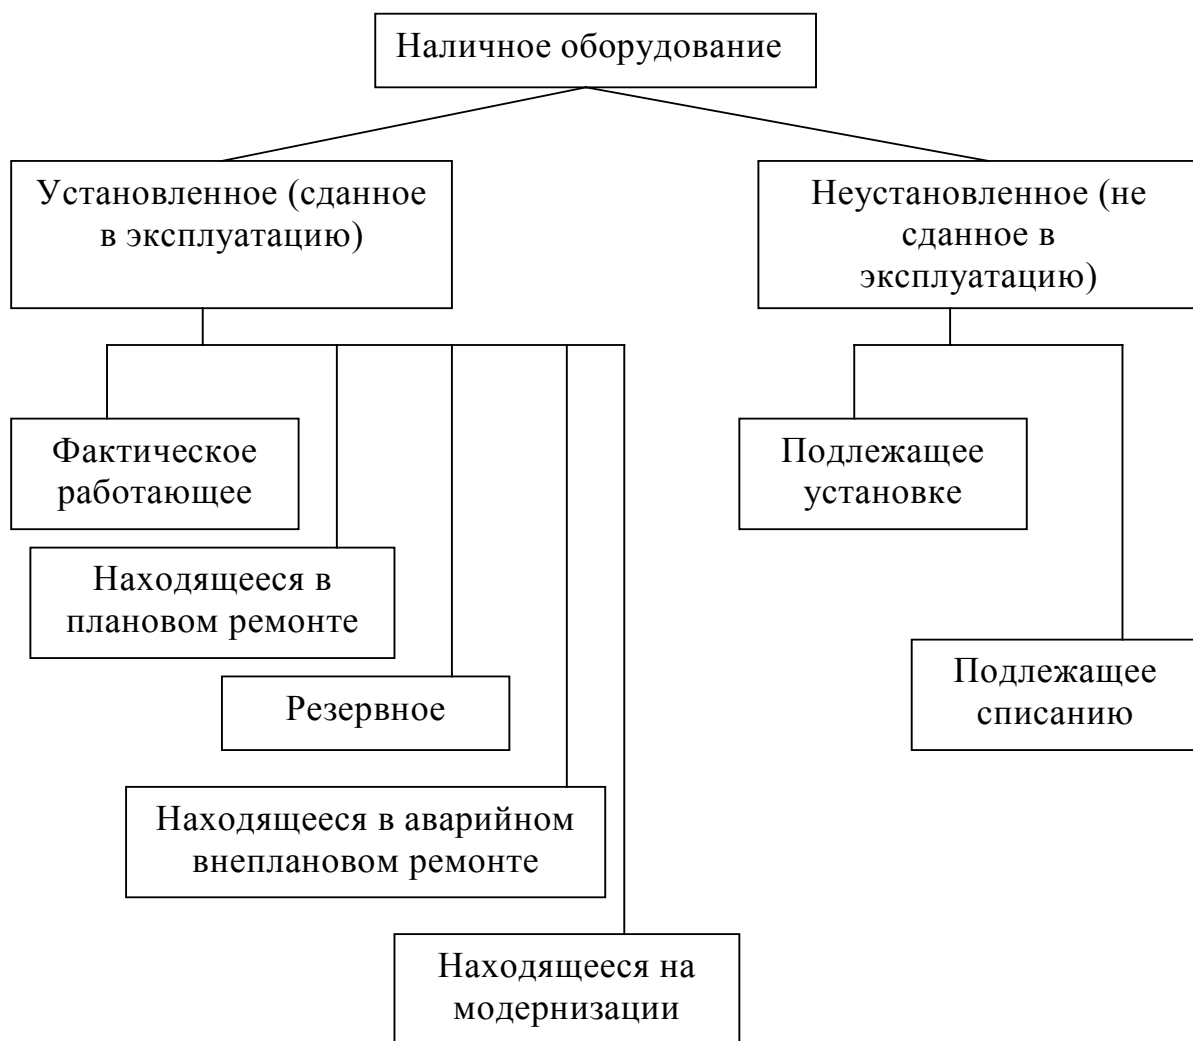 Наличное оборудование
Установленное (сданное
в эксплуатацию)
Неустановленное (не
сданное в
эксплуатацию)
Фактическое
работающее
Подлежащее
установке
Находящееся в
плановом ремонте
Подлежащее
списанию
Резервное
Находящееся в аварийном
внеплановом ремонте
Находящееся на
модернизации